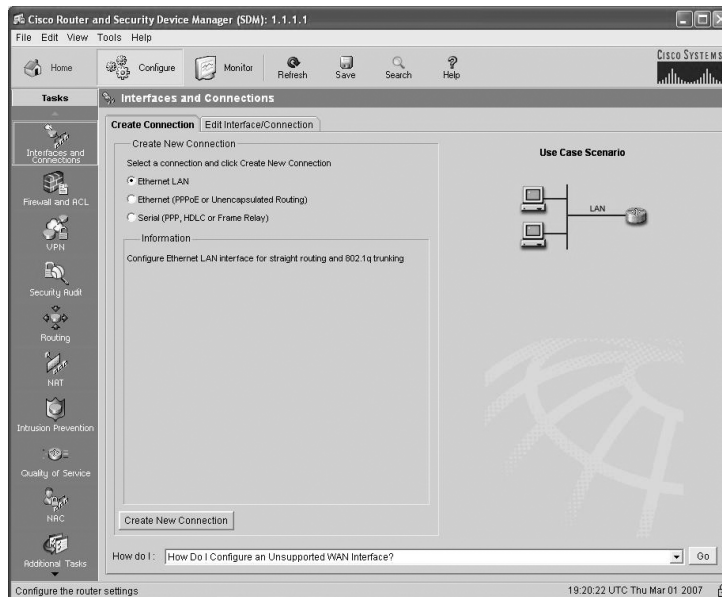 Cisco Router and Security Device Manager (SDM): 1.1.1.1
File Edit View Tools Help
Home Configure Monitor Refresh Save Search Help
CISCO SYSTEMS
Tasks
Interfaces and Connections
Interfaces and Connections
Firewall and ACL
VPN
Security Audit
Routing
NAT
Intrusion Prevention
Quality of Service
NAC
Additional Tasks
Create Connection Edit Interface/Connection
Create New Connection
Select a connection and click Create New Connection
Ethernet LAN
Ethernet (PPPoE or Unencapsulated Routing)
Serial (PPP, HDLC or Frame Relay)
Information
Configure Ethernet LAN interface for straight routing and 802.1q trunking
Use Case Scenario
LAN
Create New Connection
How do I: How Do I Configure an Unsupported WAN Interface? Go
Configure the router settings 19:20:22 UTC Thu Mar 01 2007